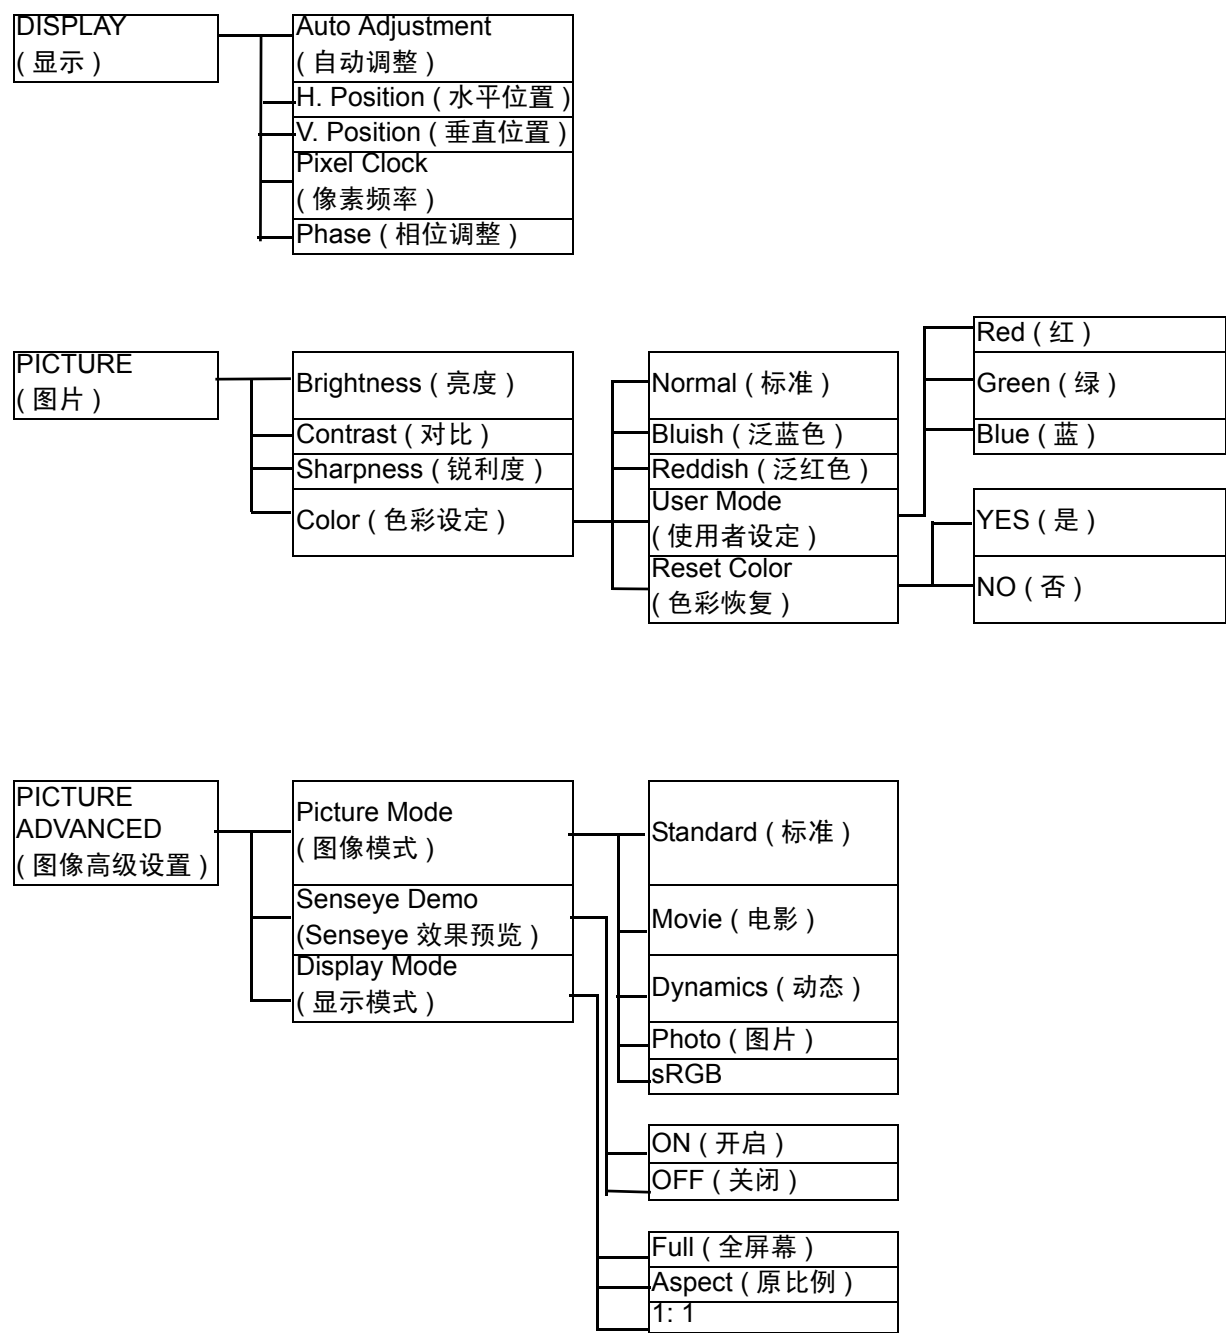 DISPLAY
( 显示 )
Auto Adjustment
( 自动调整 )
H. Position ( 水平位置 )
V. Position ( 垂直位置 )
Pixel Clock
( 像素频率 )
Phase ( 相位调整 )
PICTURE
( 图片 )
Brightness ( 亮度 )
Contrast ( 对比 )
Sharpness ( 锐利度 )
Color ( 色彩设定 )
Normal ( 标准 )
Bluish ( 泛蓝色 )
Reddish ( 泛红色 )
User Mode
( 使用者设定 )
Reset Color
( 色彩恢复 )
Red ( 红 )
Green ( 绿 )
Blue ( 蓝 )
YES ( 是 )
NO ( 否 )
PICTURE
ADVANCED
( 图像高级设置 )
Picture Mode
( 图像模式 )
Senseye Demo
(Senseye 效果预览 )
Display Mode
( 显示模式 )
Standard ( 标准 )
Movie ( 电影 )
Dynamics ( 动态 )
Photo ( 图片 )
sRGB
ON ( 开启 )
OFF ( 关闭 )
Full ( 全屏幕 )
Aspect ( 原比例 )
1: 1